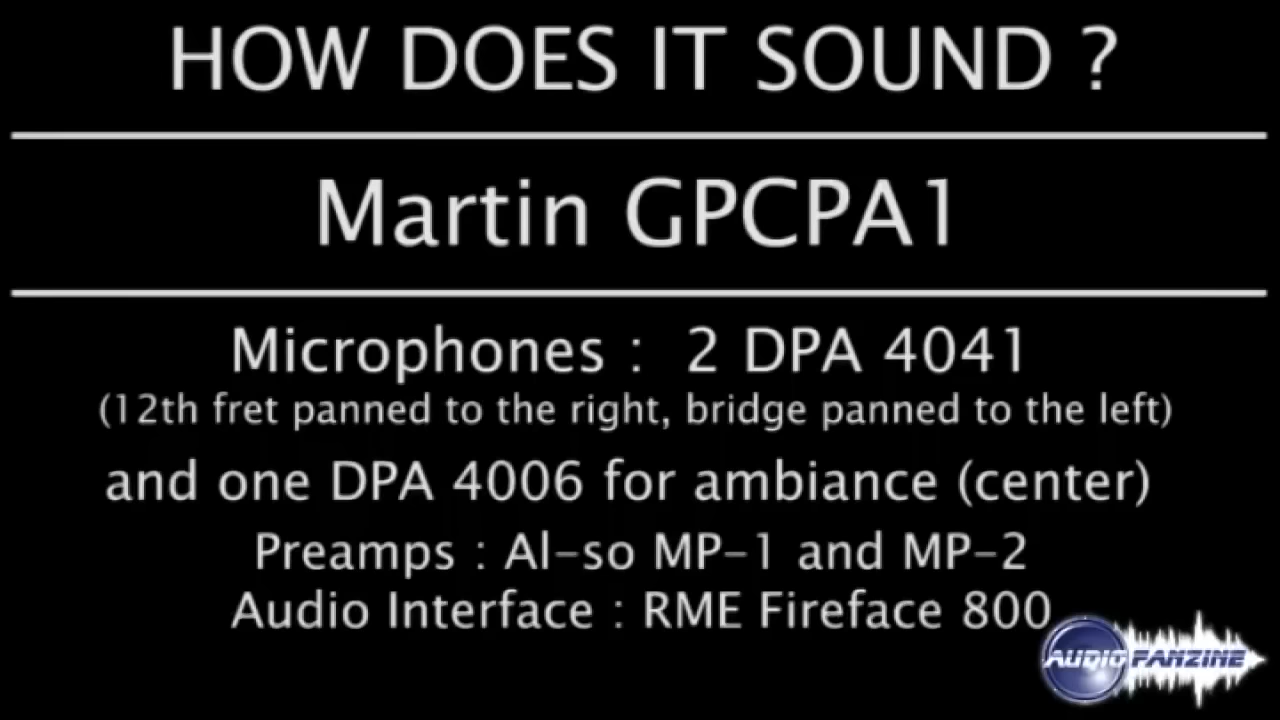 HOW DOES IT SOUND ?
Martin GPCPA1
Microphones : 2 DPA 4041
(12th fret panned to the right, bridge panned to the left)
and one DPA 4006 for ambiance (center)
Preamps : Al-so MP-1 and MP-2
Audio Interface : RME Fireface 800
AUDIOFANZINE